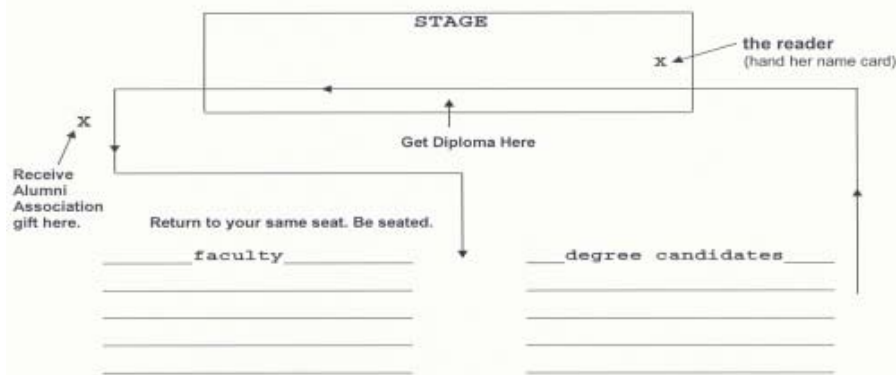 STAGE
the reader
(hand her name card)
X
X
Get Diploma Here
Receive
Alumni
Association
gift here.
Return to your same seat. Be seated.
faculty
degree candidates